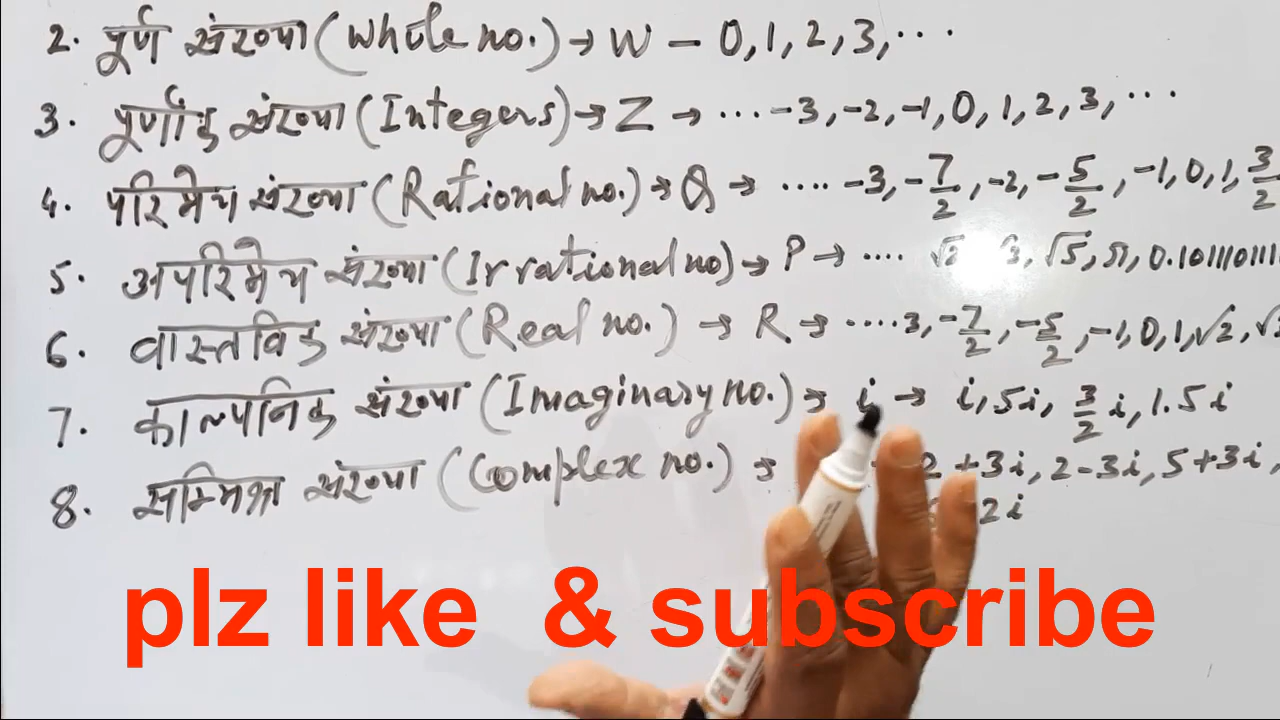 2. पूर्ण संख्या (Whole no.) → W – 0, 1, 2, 3, ...
3. पूर्णांक संख्या (Integers) → Z → ... -3, -2, -1, 0, 1, 2, 3, ...
4. परिमेय संख्या (Rational no.) → Q → .... -3, -7/2, -2, -5/2, -1, 0, 1, 3/2
5. अपरिमेय संख्या (Irrational no) → P → .... √5, π, 0.101110111
6. वास्तविक संख्या (Real no.) → R → ....3, -7/2, -5/2, -1, 0, 1, √2,
7. काल्पनिक संख्या (Imaginary no.) → i → i, 5i, 3/2 i, 1.5i
8. सम्मिश्र संख्या (Complex no.) → 2+3i, 2-3i, 5+3i,
2i
plz like & subscribe